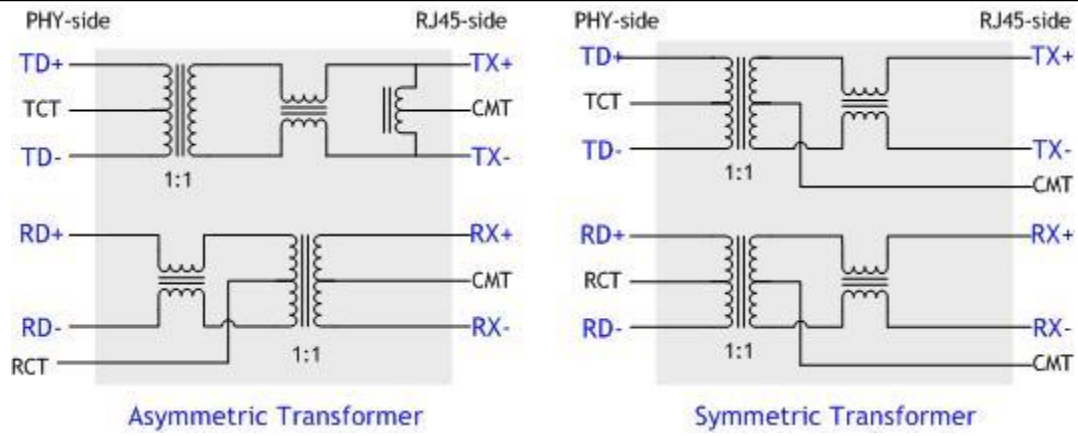 PHY-side
RJ45-side
TD+
TX+
TCT
CMT
TD-
TX-
1:1
RD+
RX+
CMT
RD-
RX-
RCT
1:1
Asymmetric Transformer
PHY-side
RJ45-side
TD+
TX+
TCT
TD-
TX-
1:1
CMT
RD+
RX+
RCT
RD-
RX-
1:1
CMT
Symmetric Transformer